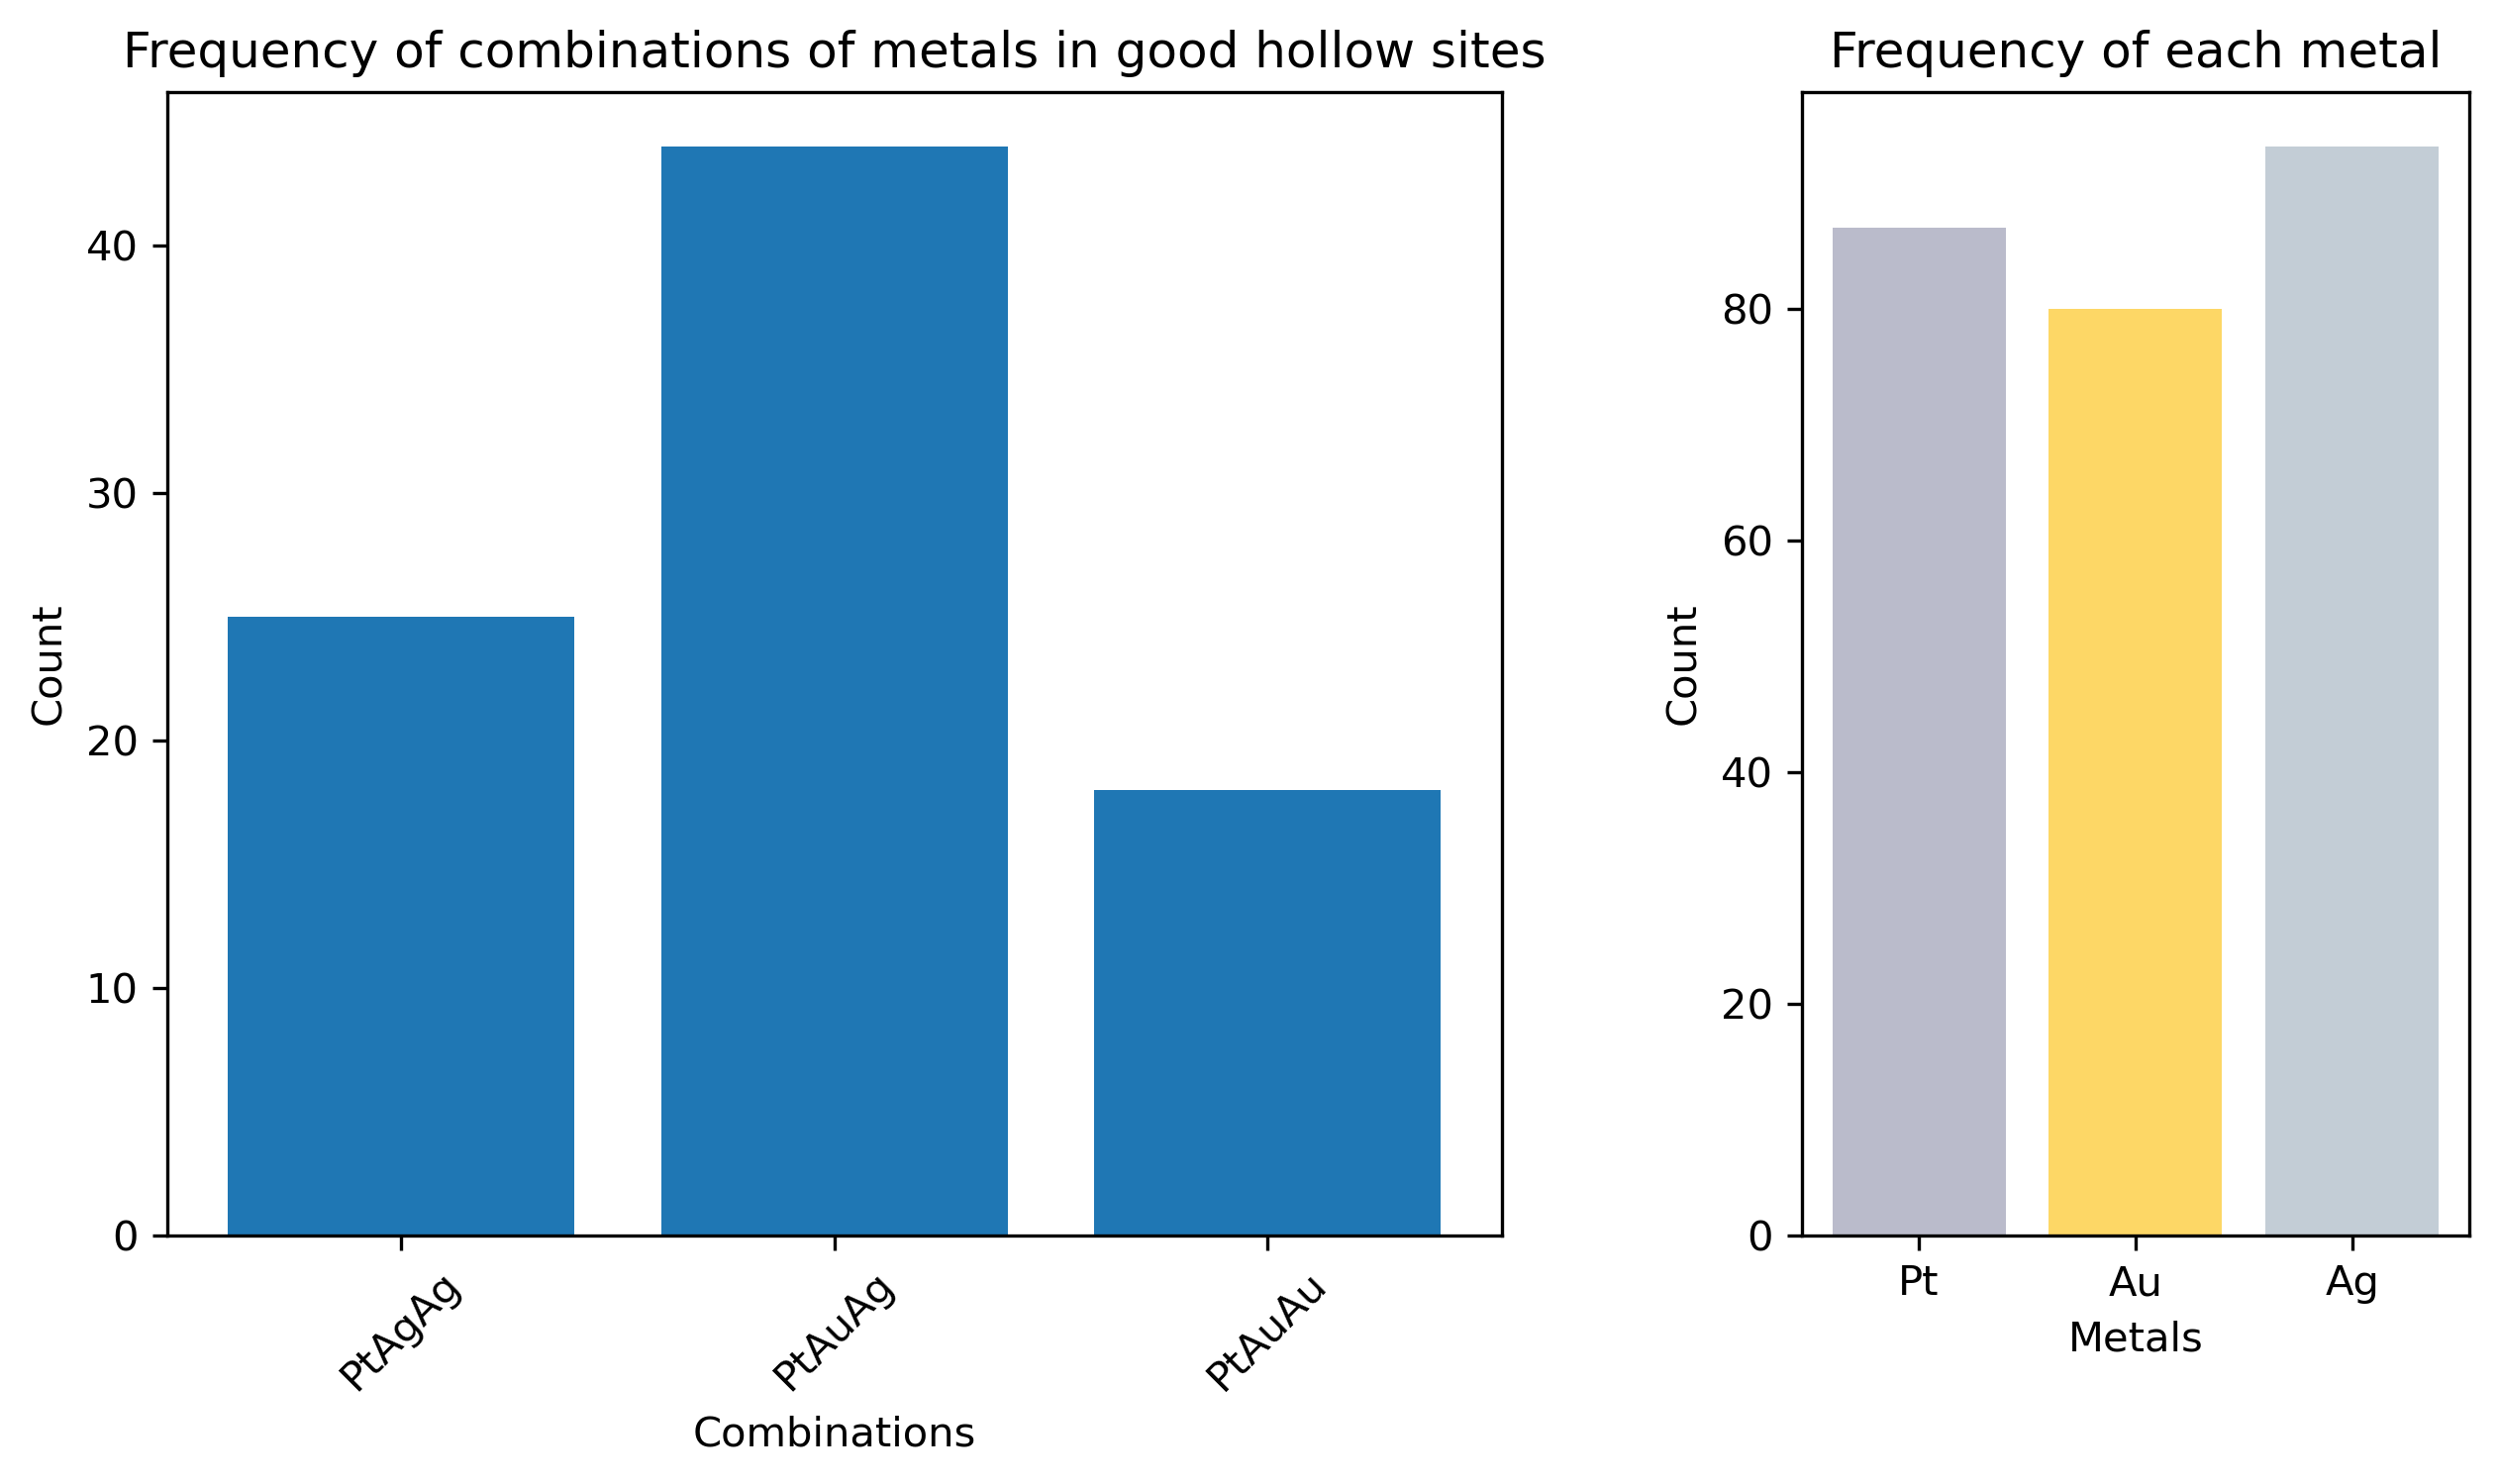 Frequency of combinations of metals in good hollow sites
Count
40
30
20
10
0
PtAgAg
PtAuAg
PtAuAu
Combinations
Frequency of each metal
Count
80
60
40
20
0
Pt
Au
Ag
Metals